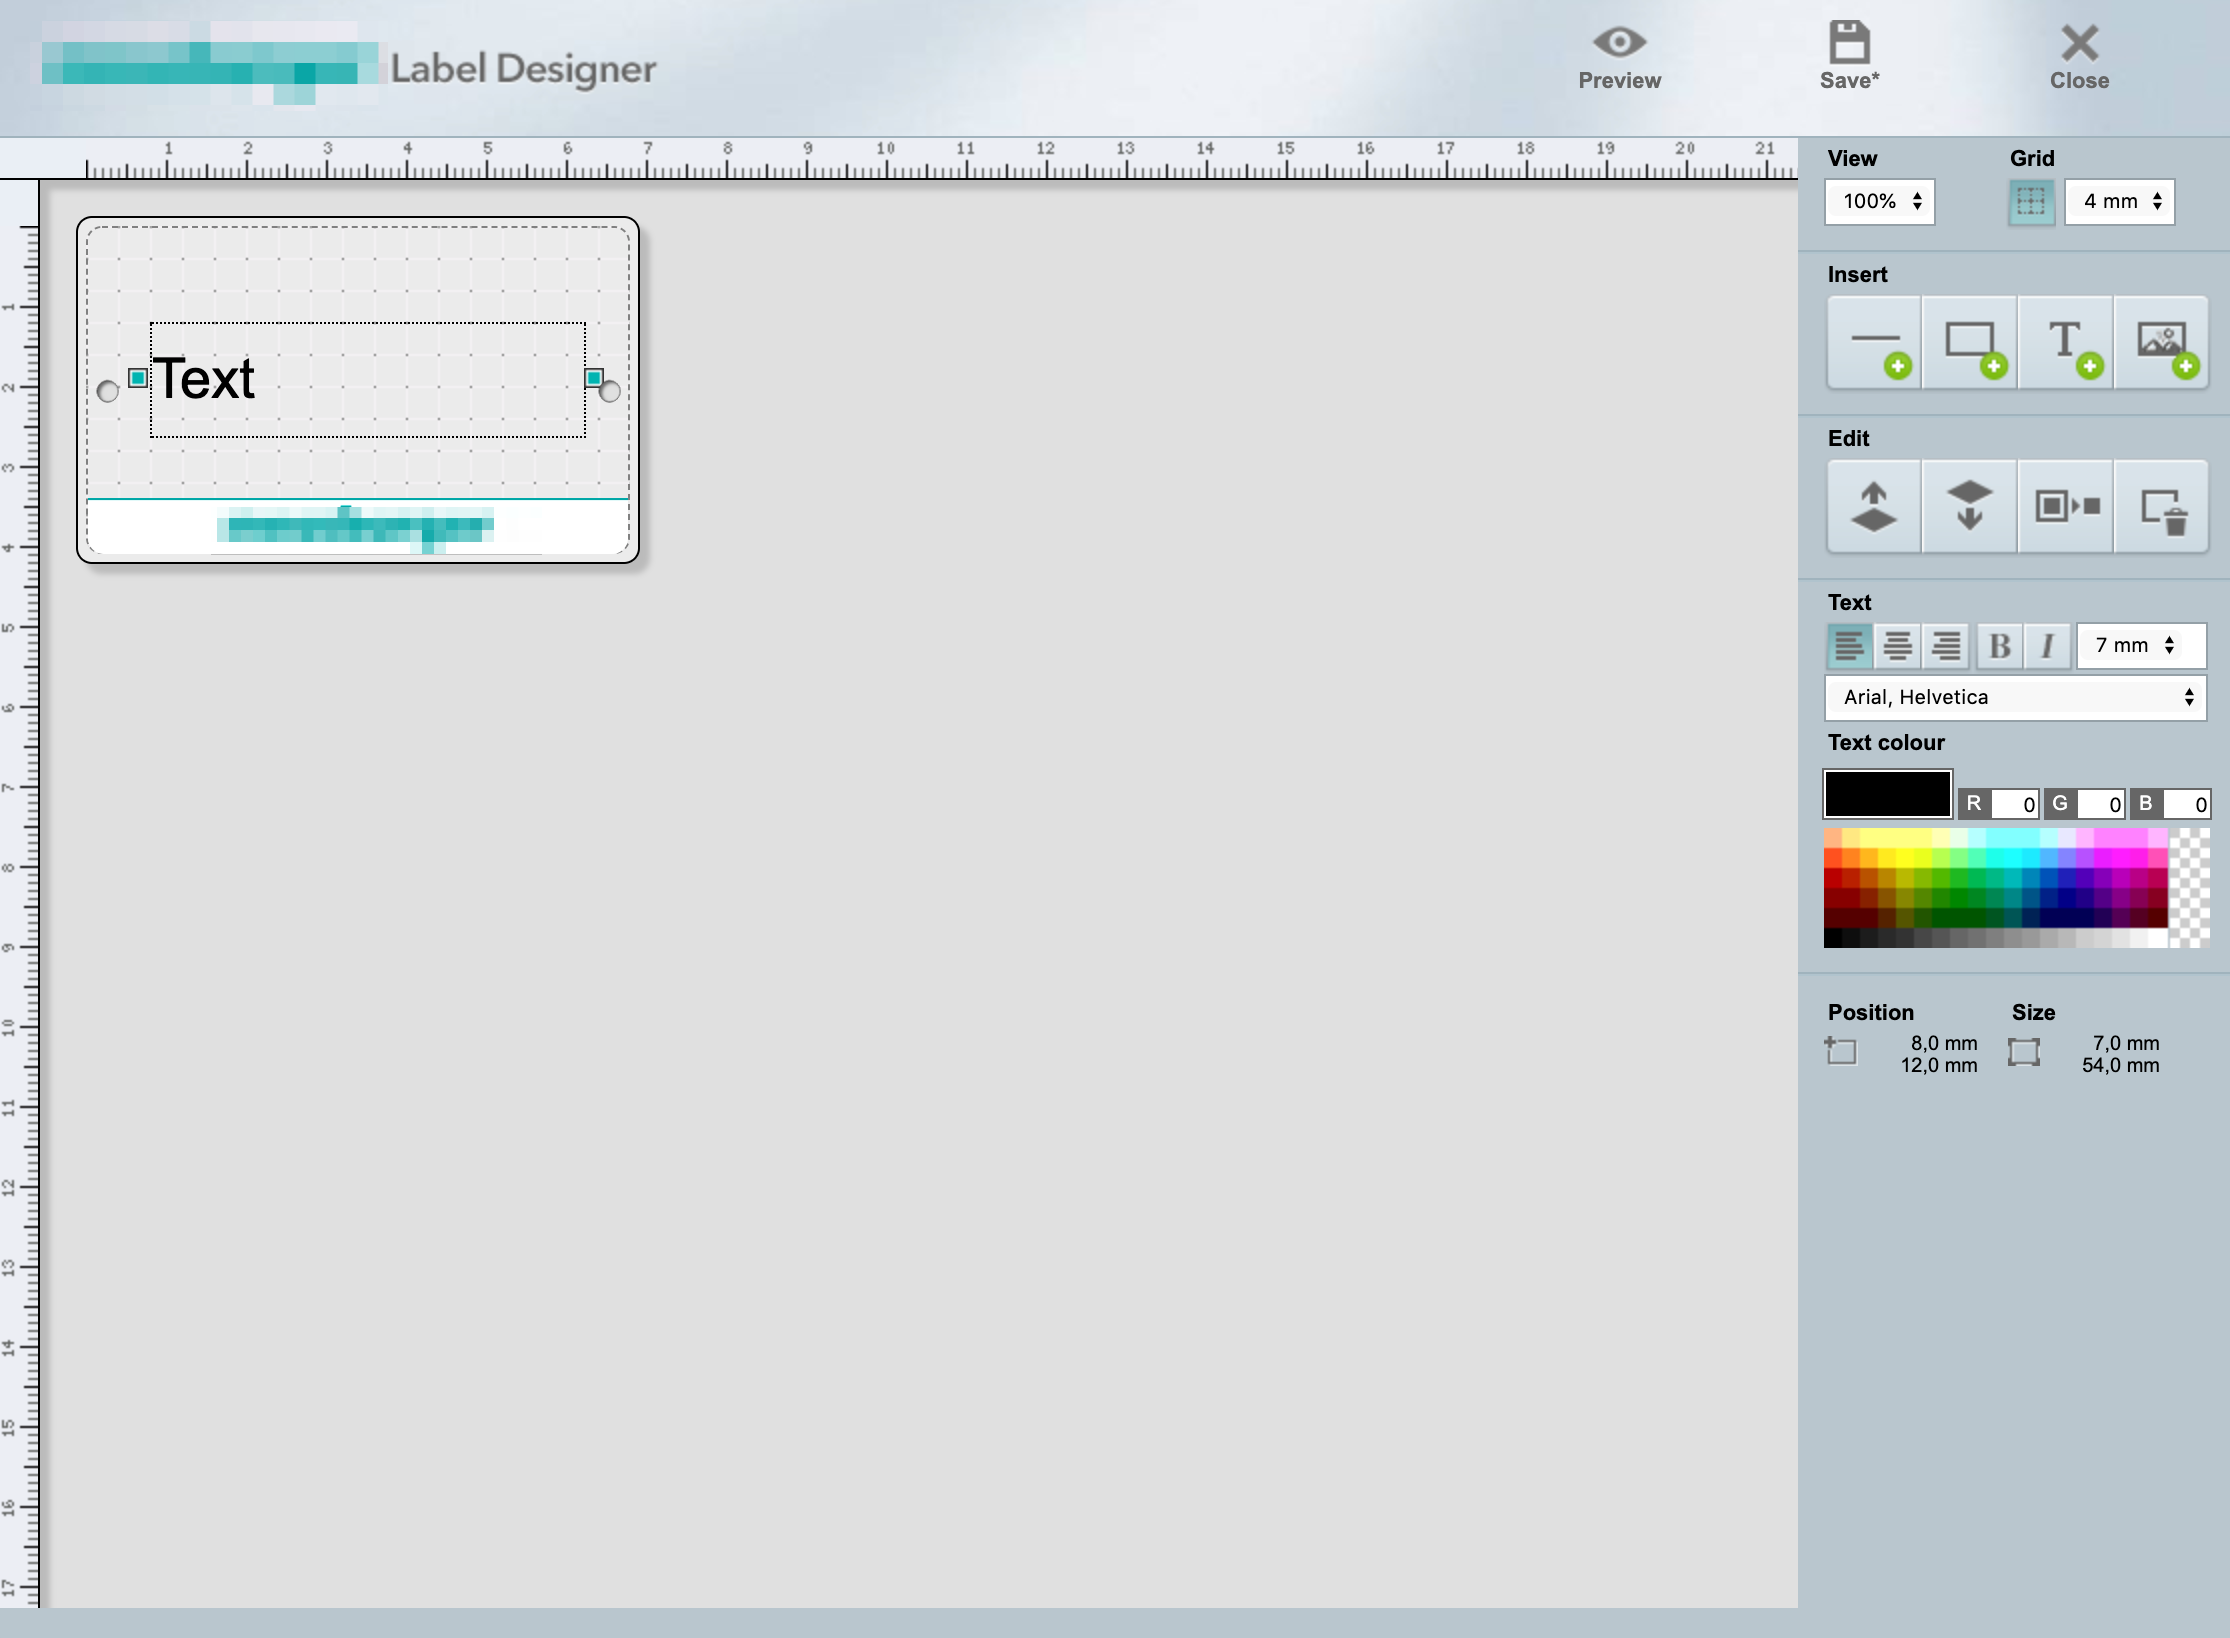 Label Designer
Preview
Save*
Close
1 2 3 4 5 6 7 8 9 10 11 12 13 14 15 16 17 18 19 20 21
1
2
3
4
5
6
7
8
9
10
11
12
13
14
15
16
17
Text
View
Grid
100%
4 mm
Insert
T
Edit
Text
B I 7 mm
Arial, Helvetica
Text colour
R 0 G 0 B 0
Position
Size
8,0 mm
7,0 mm
12,0 mm
54,0 mm